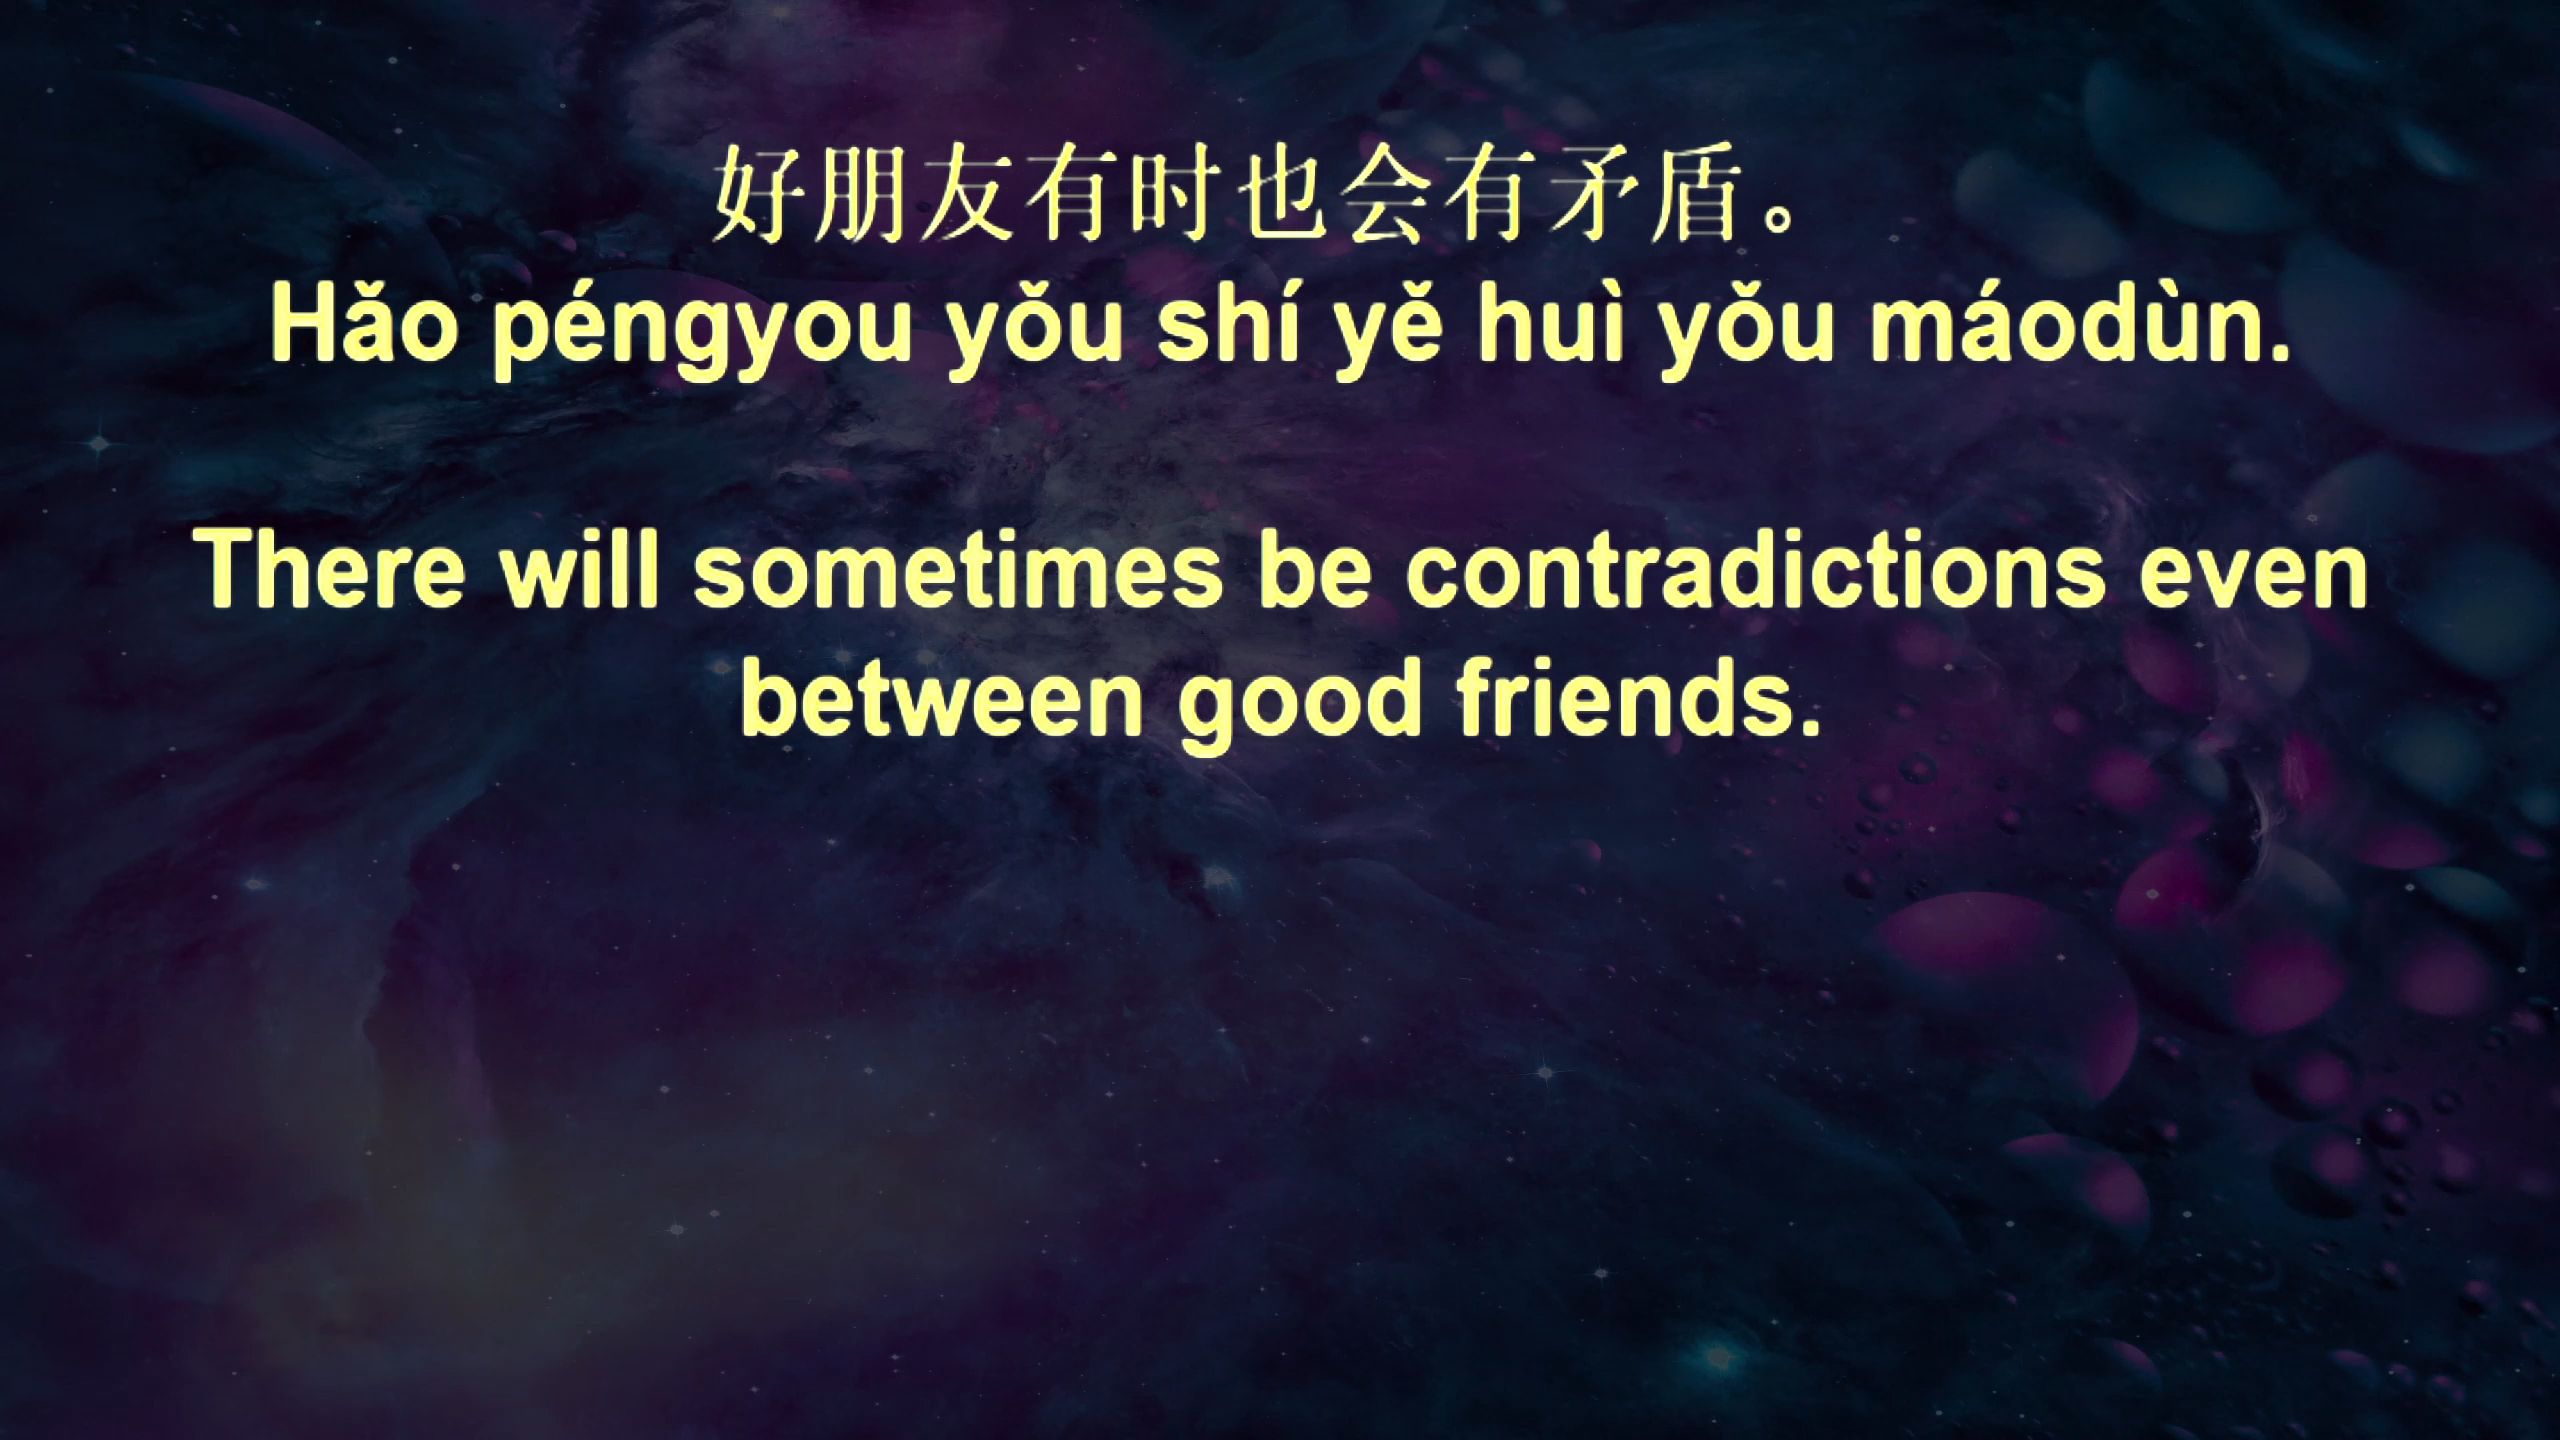 好朋友有时也会有矛盾。
Hǎo péngyou yǒu shí yě huì yǒu máodùn.
There will sometimes be contradictions even
between good friends.